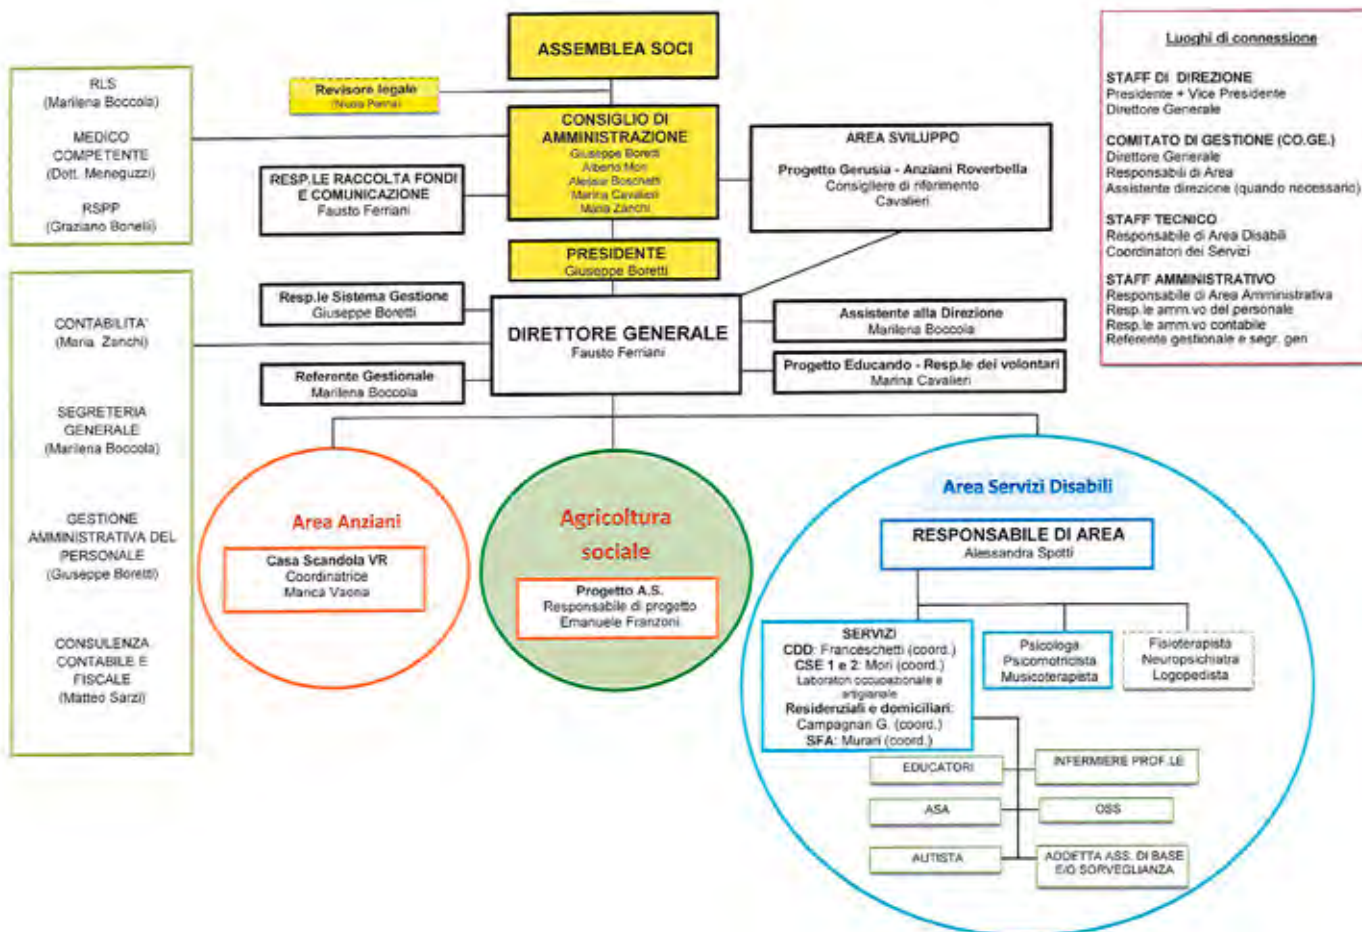 ASSEMBLEA SOCI
Revisore legale
CONSIGLIO DI
AMMINISTRAZIONE
Giuseppe Boretti
Alberto Mori
Alessia Boschetti
Marina Cavalieri
Maria Zanchi
RLS
(Marilena Boccola)
MEDICO
COMPETENTE
(Dott. Meneguzzi)
RSPP
(Graziano Bonelli)
RESP.LE RACCOLTA FONDI
E COMUNICAZIONE
Fausto Ferriani
AREA SVILUPPO
Progetto Gerusia - Anziani Roverbella
Consigliere di riferimento
Cavalieri
PRESIDENTE
Giuseppe Boretti
Resp.le Sistema Gestione
Giuseppe Boretti
DIRETTORE GENERALE
Fausto Ferriani
Assistente alla Direzione
Marilena Boccola
Referente Gestionale
Marilena Boccola
Progetto Educando - Resp.le dei volontari
Marina Cavalieri
CONTABILITA'
(Maria Zanchi)
SEGRETERIA
GENERALE
(Marilena Boccola)
GESTIONE
AMMINISTRATIVA DEL
PERSONALE
(Giuseppe Boretti)
CONSULENZA
CONTABILE E
FISCALE
(Matteo Sarzi)
Luoghi di connessione
STAFF DI DIREZIONE
Presidente + Vice Presidente
Direttore Generale
COMITATO DI GESTIONE (CO.GE.)
Direttore Generale
Responsabili di Area
Assistente direzione (quando necessario)
STAFF TECNICO
Responsabile di Area Disabili
Coordinatori dei Servizi
STAFF AMMINISTRATIVO
Responsabile di Area Amministrativa
Resp.le amm.vo del personale
Resp.le amm.vo contabile
Referente gestionale e segr. gen
Area Anziani
Casa Scandola VR
Coordinatrice
Manca Vaona
Agricoltura
sociale
Progetto A.S.
Responsabile di progetto
Emanuele Franzoni
Area Servizi Disabili
RESPONSABILE DI AREA
Alessandra Spotti
SERVIZI
CDD: Franceschetti (coord.)
CSE 1 e 2: Mori (coord.)
Laboratori occupazionale e
artigianale
Residenziali e domiciliari:
Campagnari G. (coord.)
SFA: Murari (coord.)
Psicologa
Psicomotricista
Musicoterapista
Fisioterapista
Neuropsichiatra
Logopedista
EDUCATORI
INFERMIERE PROF.LE
ASA
OSS
AUTISTA
ADDETTA ASS. DI BASE
E/O SORVEGLIANZA